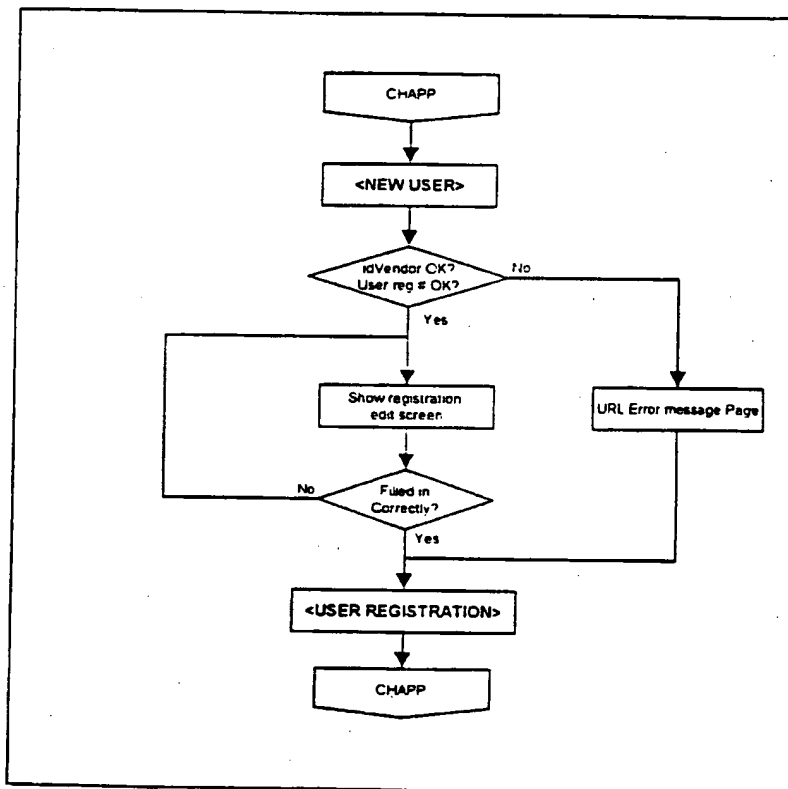 CHAPP
<NEW USER>
idVendor OK?
User reg # OK?
No
Yes
Show registration
edit screen
URL Error message Page
No
Filled in
Correctly?
Yes
<USER REGISTRATION>
CHAPP